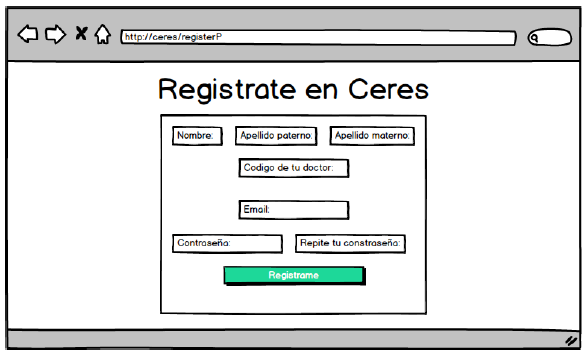 http://ceres/registerP
Registrate en Ceres
Nombre: Apellido paterno: Apellido materno:
Codigo de tu doctor:
Email:
Contraseña: Repite tu constraseña:
Registrame